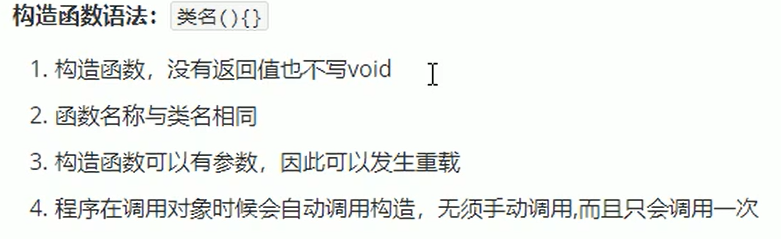 构造函数语法：类名(){}
1. 构造函数，没有返回值也不写void
2. 函数名称与类名相同
3. 构造函数可以有参数，因此可以发生重载
4. 程序在调用对象时候会自动调用构造，无须手动调用,而且只会调用一次